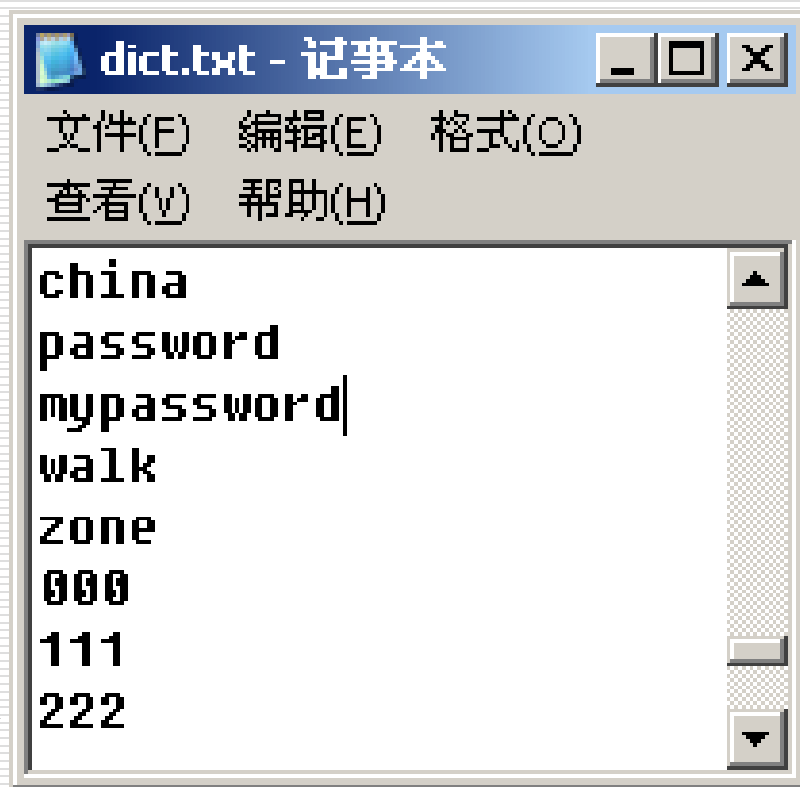 dict.txt - 记事本
文件(F) 编辑(E) 格式(O)
查看(V) 帮助(H)
china
password
mypassword
walk
zone
000
111
222